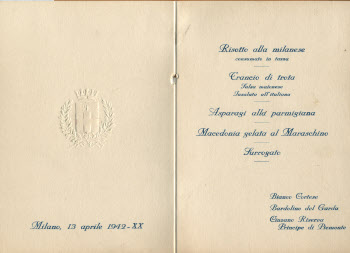 Milano, 13 aprile 1942-XX
Risotto alla milanese
consumato in tazza
Trancio di trota
Salsa maionese
Insalata all'italiana
Asparagi alla parmigiana
Macedonia gelata al Maraschino
Surrogato
Bianco Cortese
Bardolino del Garda
Cinzano Riserva
Principe di Piemonte